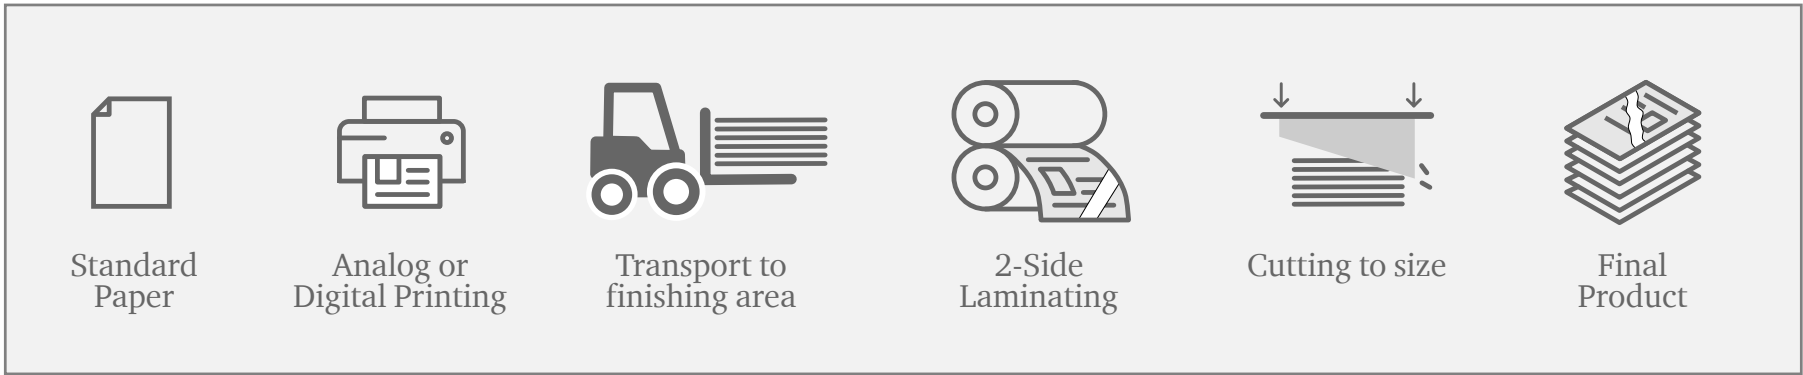 Standard
Paper
Analog or
Digital Printing
Transport to
finishing area
2-Side
Laminating
Cutting to size
Final
Product